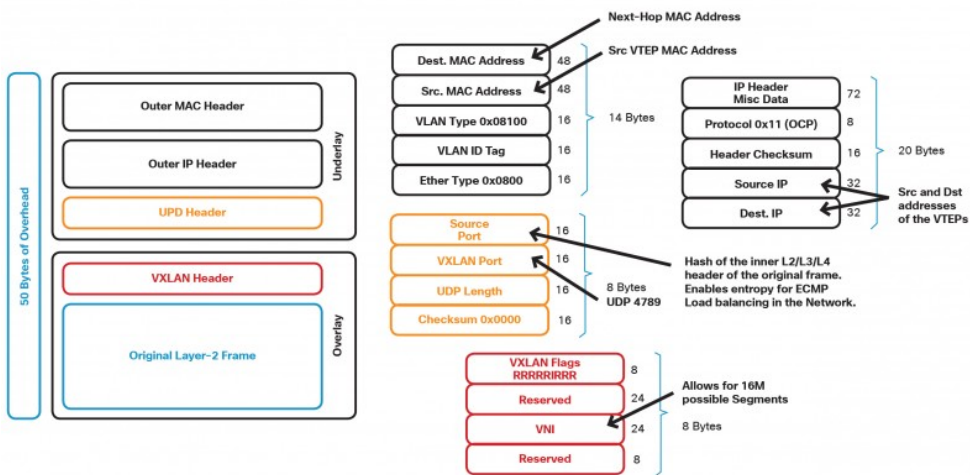 50 Bytes of Overhead
Outer MAC Header
Outer IP Header
UPD Header
Underlay
VXLAN Header
Original Layer-2 Frame
Overlay
Next-Hop MAC Address
Src VTEP MAC Address
Dest. MAC Address
48
Src. MAC Address
48
VLAN Type 0x08100
16
VLAN ID Tag
16
Ether Type 0x0800
16
14 Bytes
IP Header
Misc Data
72
Protocol 0x11 (OCP)
8
Header Checksum
16
Source IP
32
Dest. IP
32
20 Bytes
Src and Dst
addresses
of the VTEPs
Source
Port
16
VXLAN Port
16
UDP Length
16
Checksum 0x0000
16
8 Bytes
UDP 4789
Hash of the inner L2/L3/L4
header of the original frame.
Enables entropy for ECMP
Load balancing in the Network.
VXLAN Flags
RRRRRIRRR
8
Reserved
24
VNI
24
Reserved
8
Allows for 16M
possible Segments
8 Bytes